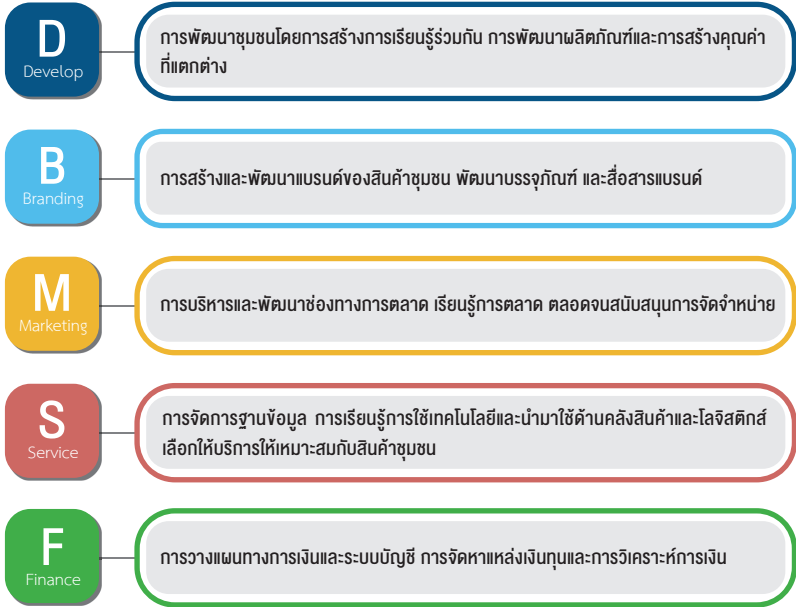 D
Develop
การพัฒนาชุมชนโดยการสร้างการเรียนรู้ร่วมกัน การพัฒนาผลิตภัณฑ์และการสร้างคุณค่า
ที่แตกต่าง
B
Branding
การสร้างและพัฒนาแบรนด์ของสินค้าชุมชน พัฒนาบรรจุภัณฑ์ และสื่อสารแบรนด์
M
Marketing
การบริหารและพัฒนาช่องทางการตลาด เรียนรู้การตลาด ตลอดจนสนับสนุนการจัดจำหน่าย
S
Service
การจัดการฐานข้อมูล การเรียนรู้การใช้เทคโนโลยีและนำมาใช้ด้านคลังสินค้าและโลจิสติกส์
เลือกให้บริการให้เหมาะสมกับสินค้าชุมชน
F
Finance
การวางแผนทางการเงินและระบบบัญชี การจัดหาแหล่งเงินทุนและการวิเคราะห์การเงิน